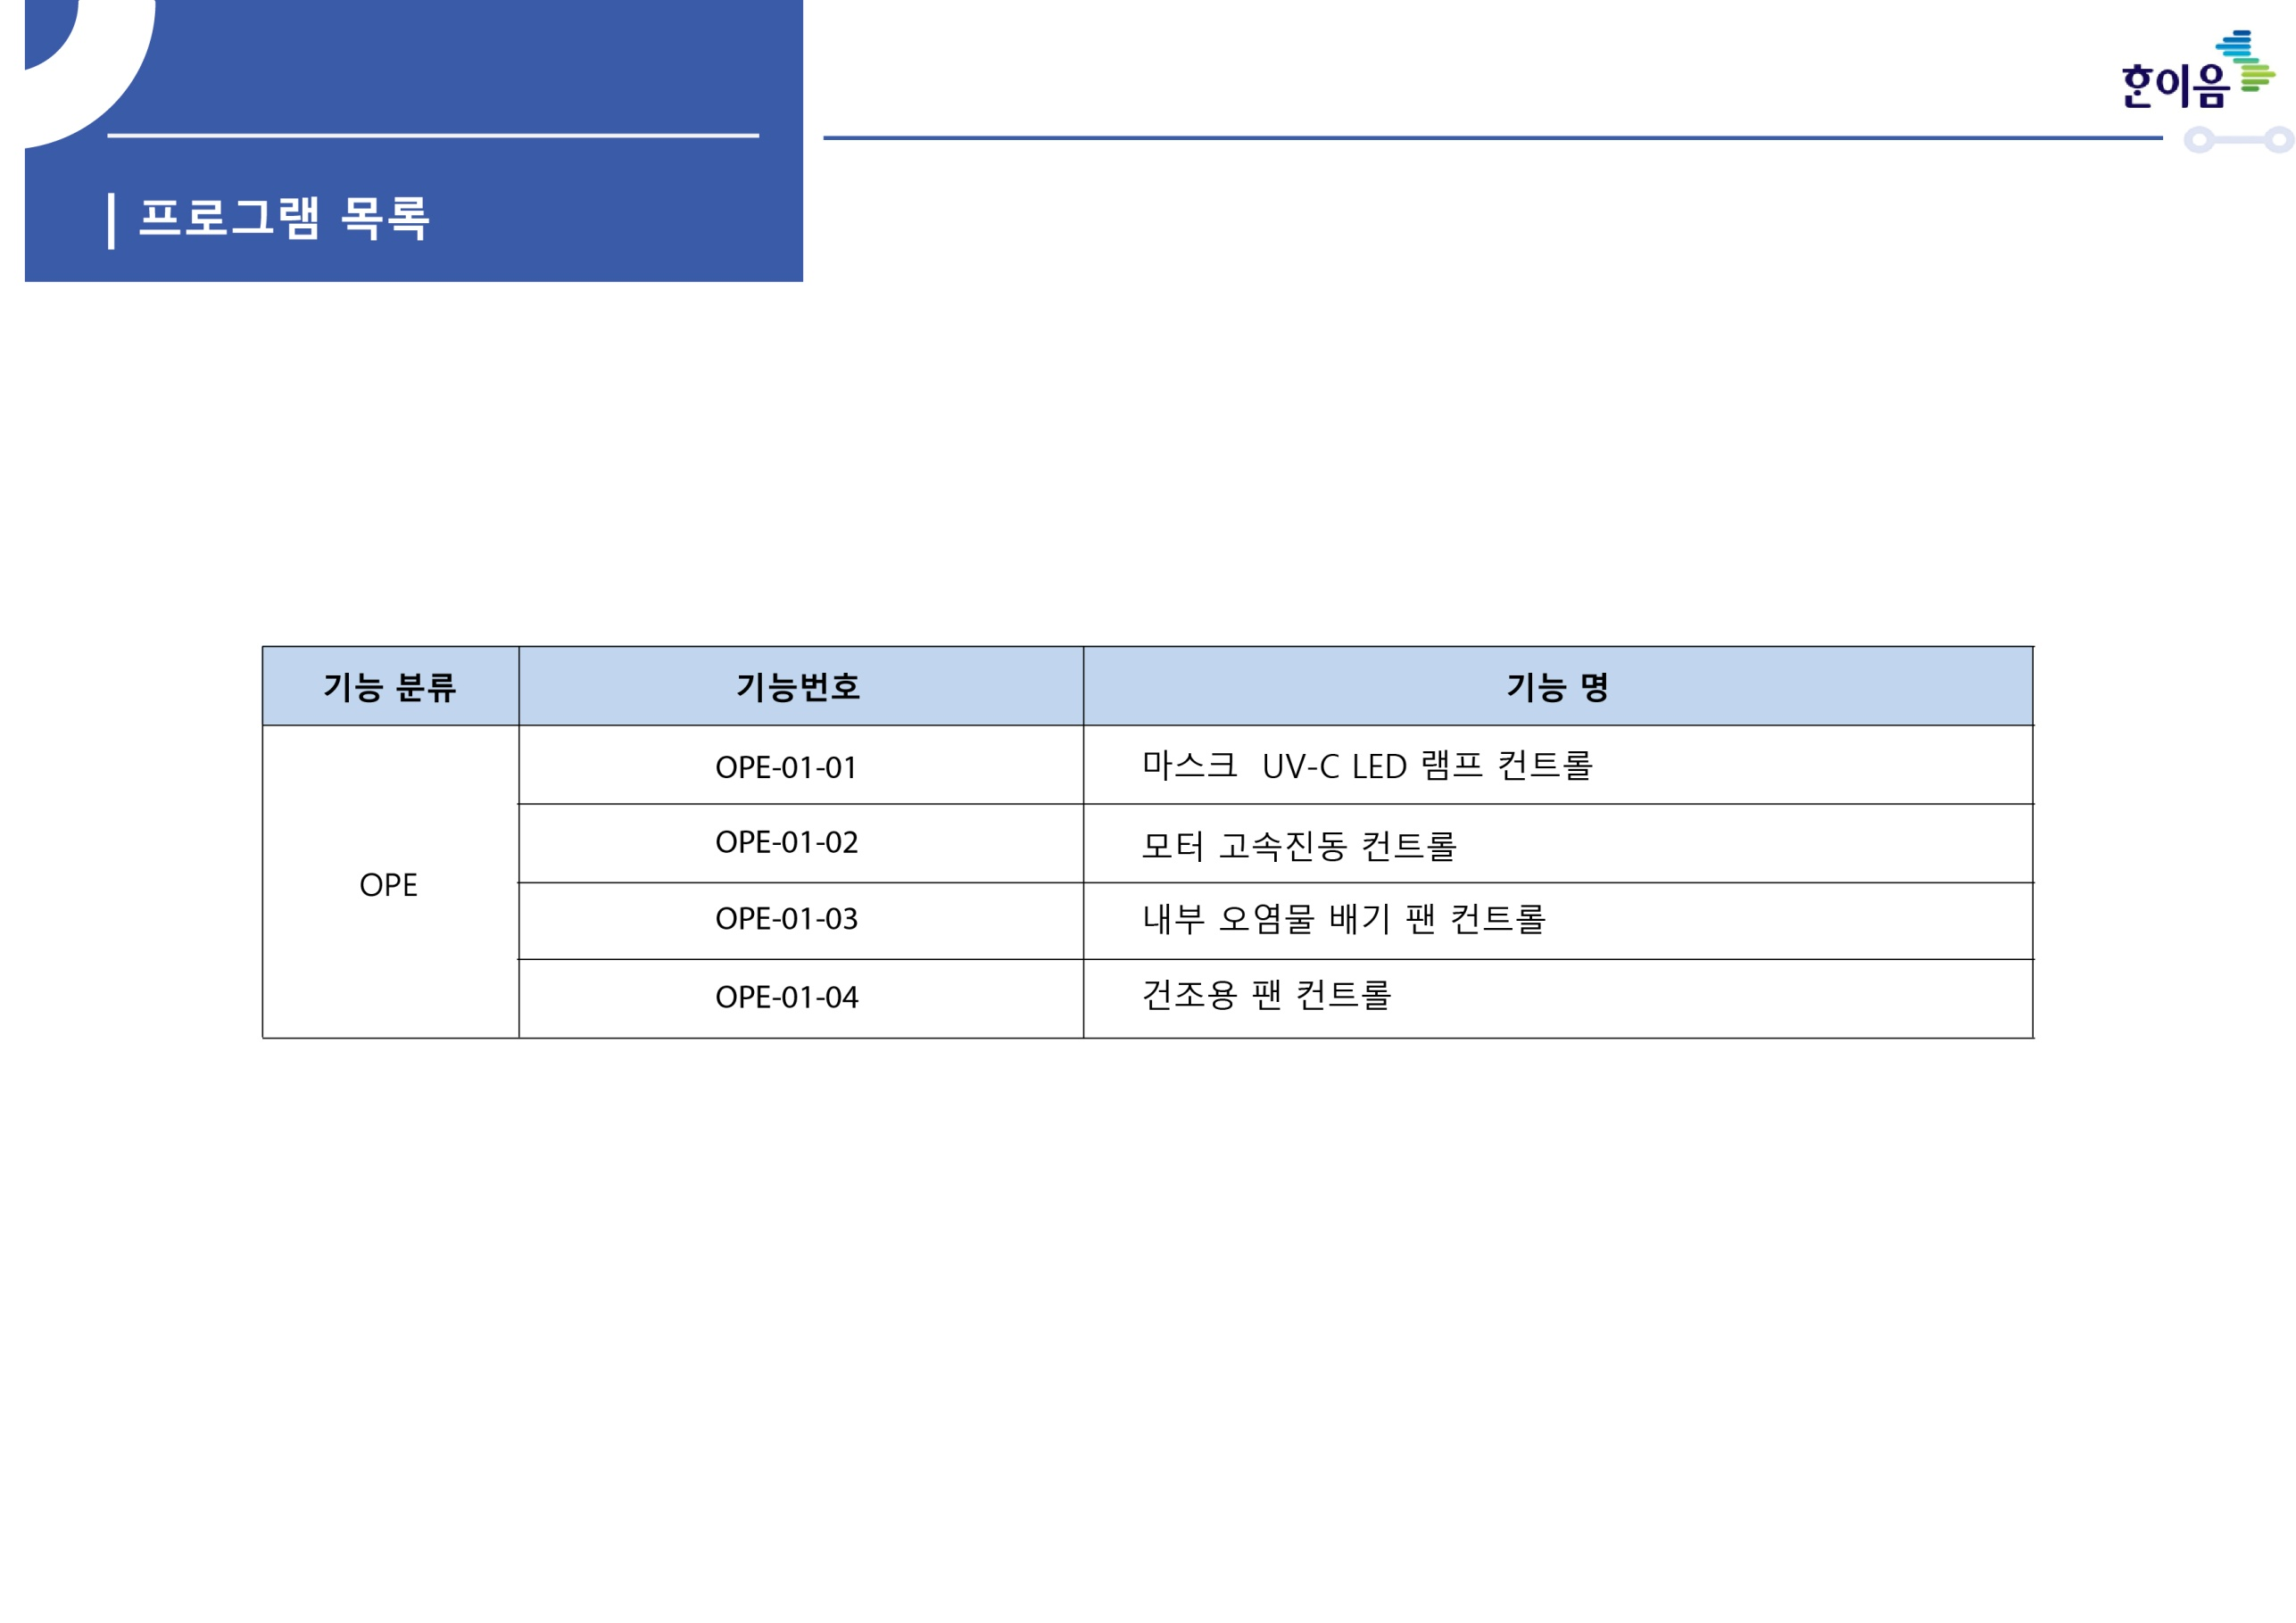 한이음
프로그램 목록
기능 분류 기능번호 기능 명
OPE
OPE-01-01 마스크 UV-C LED 램프 컨트롤
OPE-01-02 모터 고속진동 컨트롤
OPE-01-03 내부 오염물 배기 팬 컨트롤
OPE-01-04 건조용 팬 컨트롤